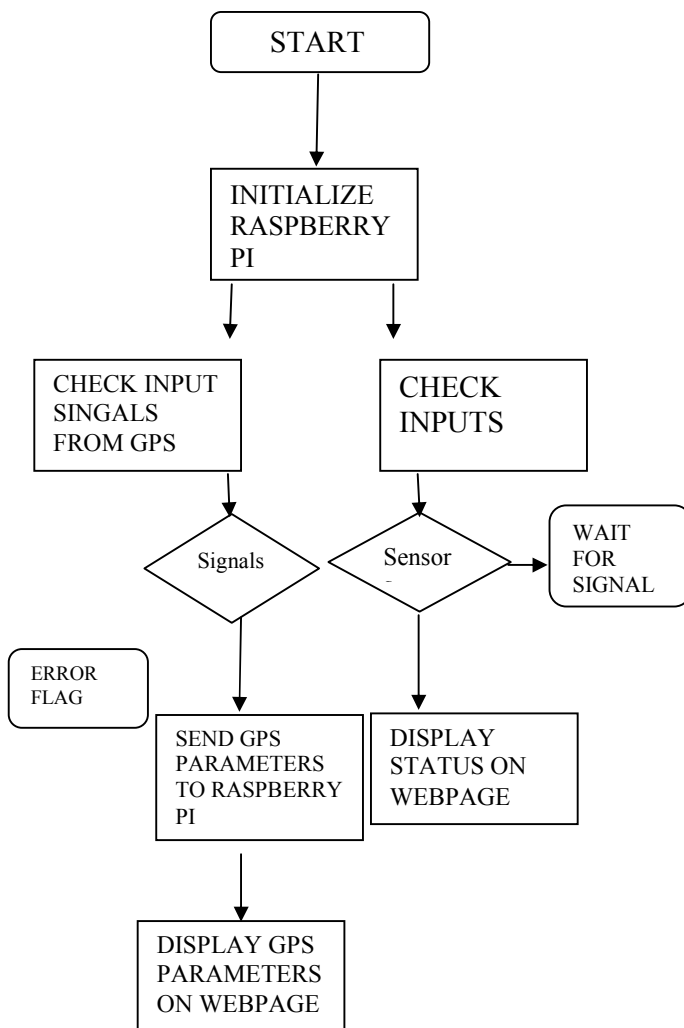 START
INITIALIZE
RASPBERRY
PI
CHECK INPUT
SINGALS
FROM GPS
CHECK
INPUTS
Signals
Sensor
WAIT
FOR
SIGNAL
ERROR
FLAG
SEND GPS
PARAMETERS
TO RASPBERRY
PI
DISPLAY
STATUS ON
WEBPAGE
DISPLAY GPS
PARAMETERS
ON WEBPAGE